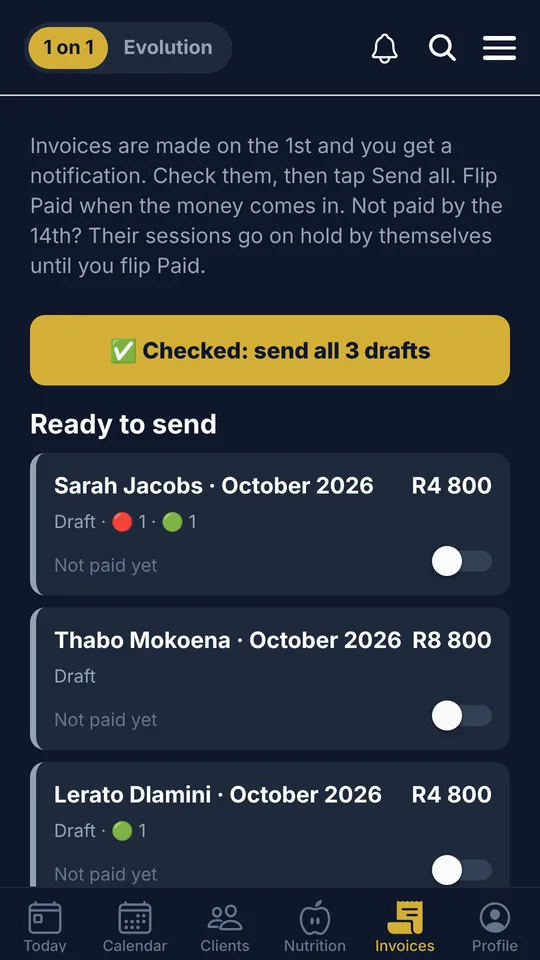 1 on 1 Evolution
Invoices are made on the 1st and you get a
notification. Check them, then tap Send all. Flip
Paid when the money comes in. Not paid by the
14th? Their sessions go on hold by themselves
until you flip Paid.
✅ Checked: send all 3 drafts
Ready to send
Sarah Jacobs · October 2026 R4 800
Draft · 🔴 1 · 🟢 1
Not paid yet
Thabo Mokoena · October 2026 R8 800
Draft
Not paid yet
Lerato Dlamini · October 2026 R4 800
Draft · 🟢 1
Not paid yet
Today Calendar Clients Nutrition Invoices Profile